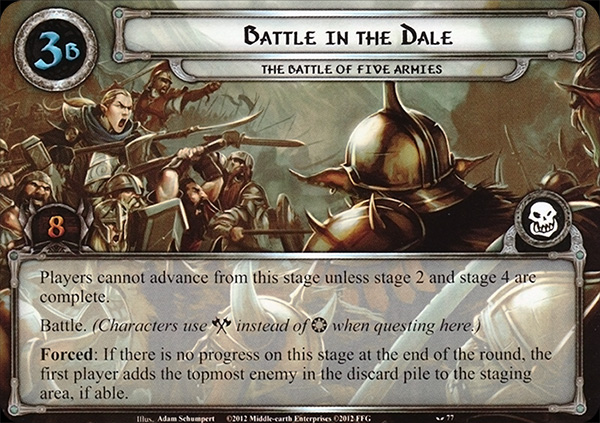 3B
BATTLE IN THE DALE
THE BATTLE OF FIVE ARMIES
8
Players cannot advance from this stage unless stage 2 and stage 4 are
complete.
Battle. (Characters use instead of when questing here.)
Forced: If there is no progress on this stage at the end of the round, the
first player adds the topmost enemy in the discard pile to the staging
area, if able.
Illus. Adam Schumpert ©2012 Middle-earth Enterprises ©2012 FFG 77